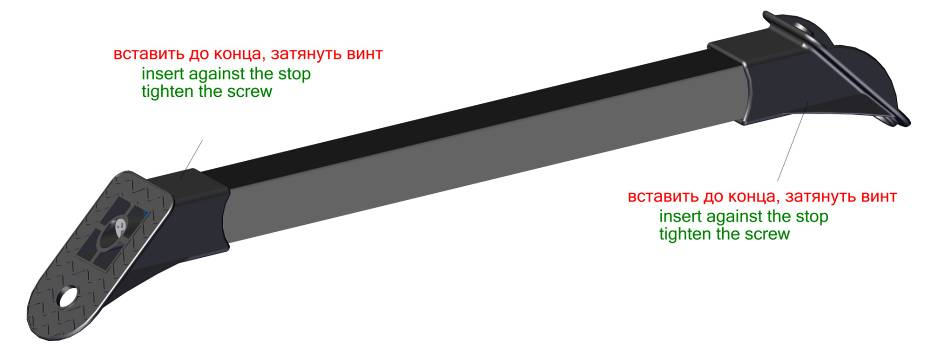 вставить до конца, затянуть винт
insert against the stop
tighten the screw
вставить до конца, затянуть винт
insert against the stop
tighten the screw